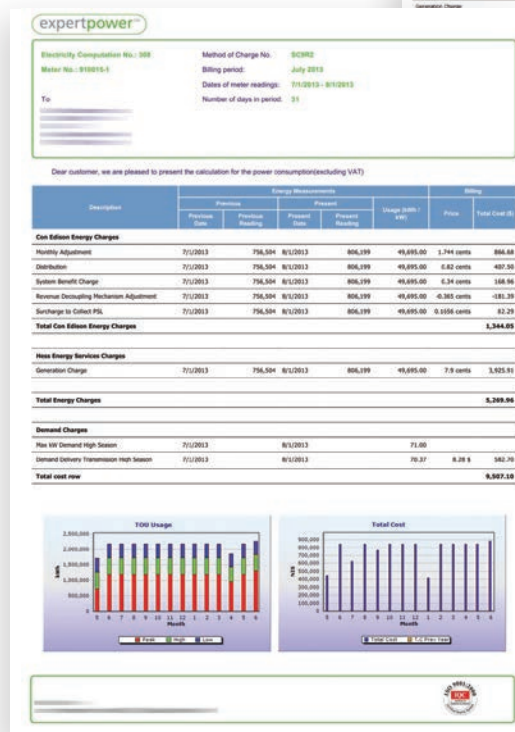 Generation Charge
expertpower™
Electricity Computation No.: 508
Method of Charge No. SC9R2
Meter No.: 910015-1
Billing period: July 2013
Dates of meter readings: 7/1/2013 - 8/1/2013
To
Number of days in period: 31
Dear customer, we are pleased to present the calculation for the power consumption(excluding VAT)
Description Energy Measurements Billing
Previous Present Usage (kWh / kW) Price Total Cost ($)
Previous Date Previous Reading Present Date Present Reading
Con Edison Energy Charges
Monthly Adjustment 7/1/2013 756,504 8/1/2013 806,199 49,695.00 1.744 cents 866.68
Distribution 7/1/2013 756,504 8/1/2013 806,199 49,695.00 0.82 cents 407.50
System Benefit Charge 7/1/2013 756,504 8/1/2013 806,199 49,695.00 0.34 cents 168.96
Revenue Decoupling Mechanism Adjustment 7/1/2013 756,504 8/1/2013 806,199 49,695.00 -0.365 cents -181.39
Surcharge to Collect PSL 7/1/2013 756,504 8/1/2013 806,199 49,695.00 0.1656 cents 82.29
Total Con Edison Energy Charges 1,344.05
Hess Energy Services Charges
Generation Charge 7/1/2013 756,504 8/1/2013 806,199 49,695.00 7.9 cents 3,925.91
Total Energy Charges 5,269.96
Demand Charges
Max kW Demand High Season 7/1/2013 8/1/2013 71.00
Demand Delivery Transmission High Season 7/1/2013 8/1/2013 70.37 8.28 $ 582.70
Total cost row 9,507.10
TOU Usage
2,500,000
2,000,000
1,500,000
1,000,000
500,000
0
kWh
5 6 7 8 9 10 11 12 1 2 3 4 5 6
Month
Peak High Low
Total Cost
900,000
800,000
700,000
600,000
500,000
400,000
300,000
200,000
100,000
0
NIS
5 6 7 8 9 10 11 12 1 2 3 4 5 6
Month
Total Cost T.C Prev Year